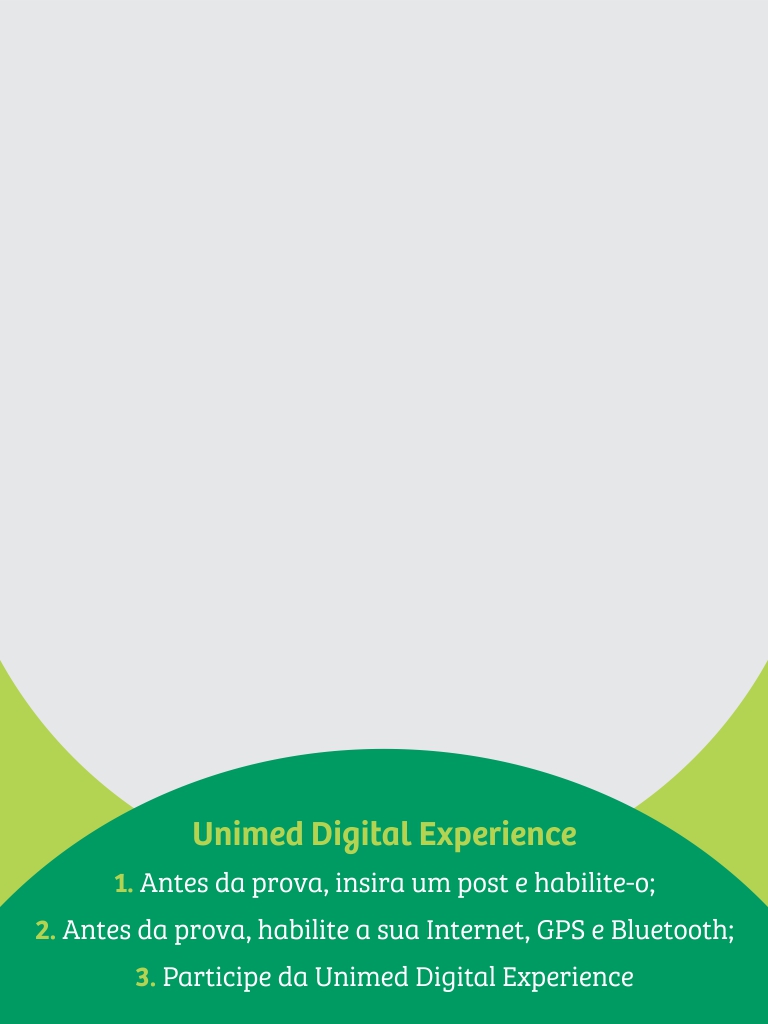 Unimed Digital Experience
1. Antes da prova, insira um post e habilite-o;
2. Antes da prova, habilite a sua Internet, GPS e Bluetooth;
3. Participe da Unimed Digital Experience